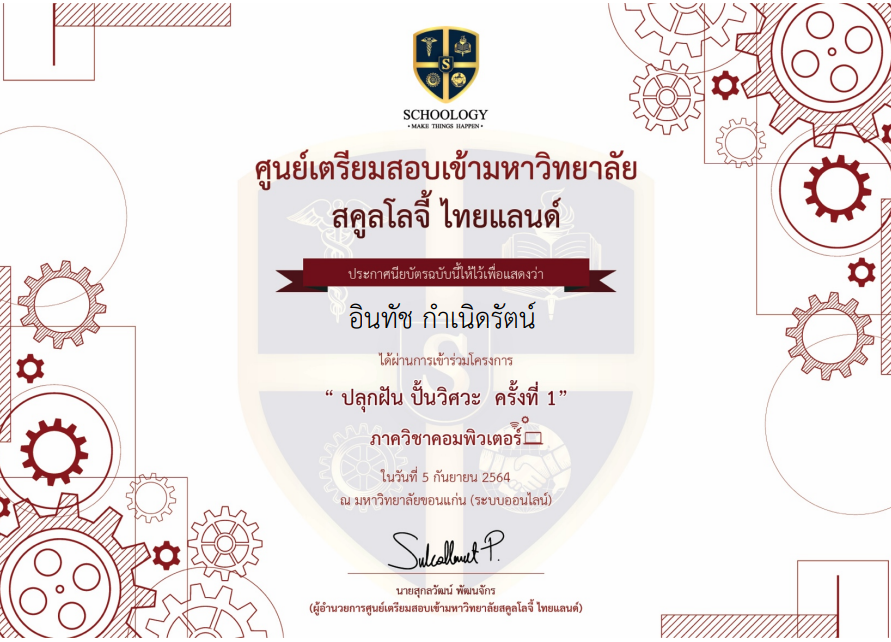 S
SCHOOLOGY
• MAKE THINGS HAPPEN •
ศูนย์เตรียมสอบเข้ามหาวิทยาลัย
สคูลโลจี้ ไทยแลนด์
ประกาศนียบัตรฉบับนี้ให้ไว้เพื่อแสดงว่า
อินทัช กำเนิดรัตน์
ได้ผ่านการเข้าร่วมโครงการ
“ ปลุกฝัน ปั้นวิศวะ ครั้งที่ 1”
ภาควิชาคอมพิวเตอร์
ในวันที่ 5 กันยายน 2564
ณ มหาวิทยาลัยขอนแก่น (ระบบออนไลน์)
นายสุกลวัฒน์ พัฒนจักร
(ผู้อำนวยการศูนย์เตรียมสอบเข้ามหาวิทยาลัยสคูลโลจี้ ไทยแลนด์)